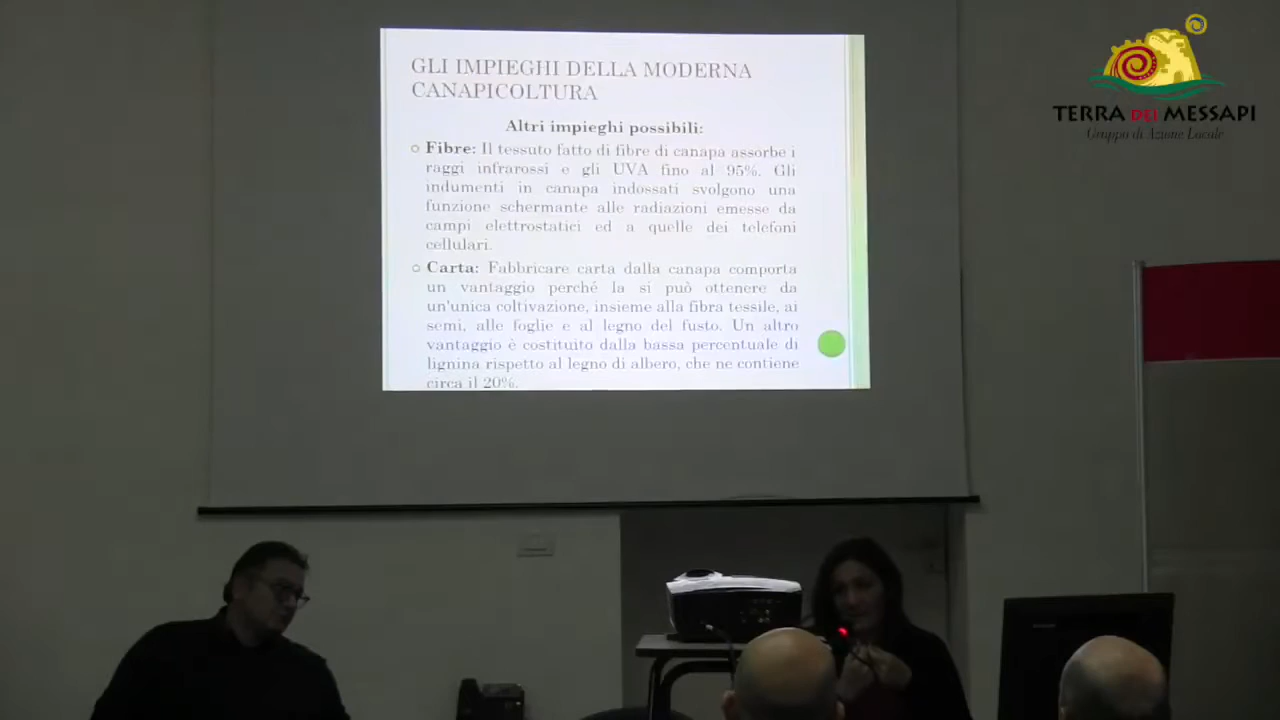 GLI IMPIEGHI DELLA MODERNA
CANAPICOLTURA
Altri impieghi possibili:
Fibre: Il tessuto fatto di fibre di canapa assorbe i
raggi infrarossi e gli UVA fino al 95%. Gli
indumenti in canapa indossati svolgono una
funzione schermante alle radiazioni emesse da
campi elettrostatici ed a quelle dei telefoni
cellulari.
Carta: Fabbricare carta dalla canapa comporta
un vantaggio perché la si può ottenere da
un'unica coltivazione, insieme alla fibra tessile, ai
semi, alle foglie e al legno del fusto. Un altro
vantaggio è costituito dalla bassa percentuale di
lignina rispetto al legno di albero, che ne contiene
circa il 20%.
TERRA DEI MESSAPI
Gruppo di Azione Locale